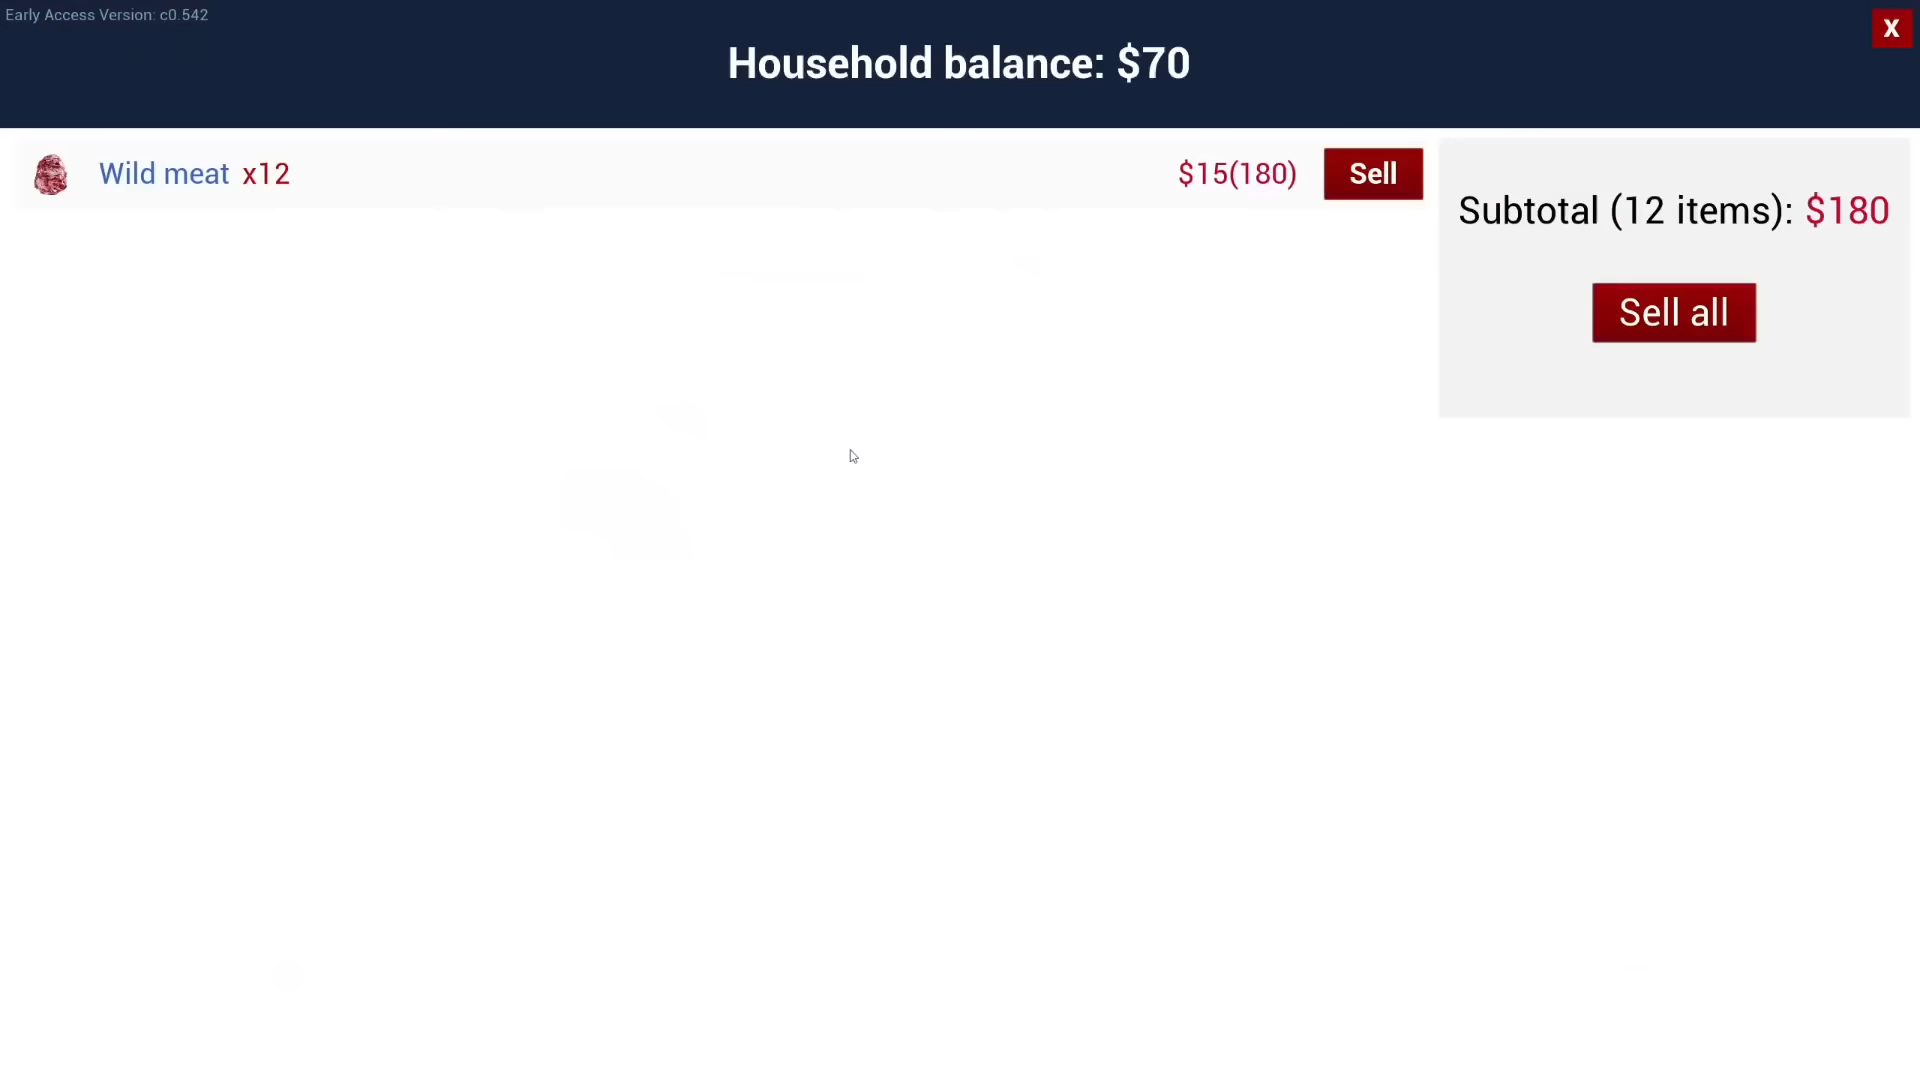 Early Access Version: c0.542
X
Household balance: $70
Wild meat x12
$15(180)
Sell
Subtotal (12 items): $180
Sell all